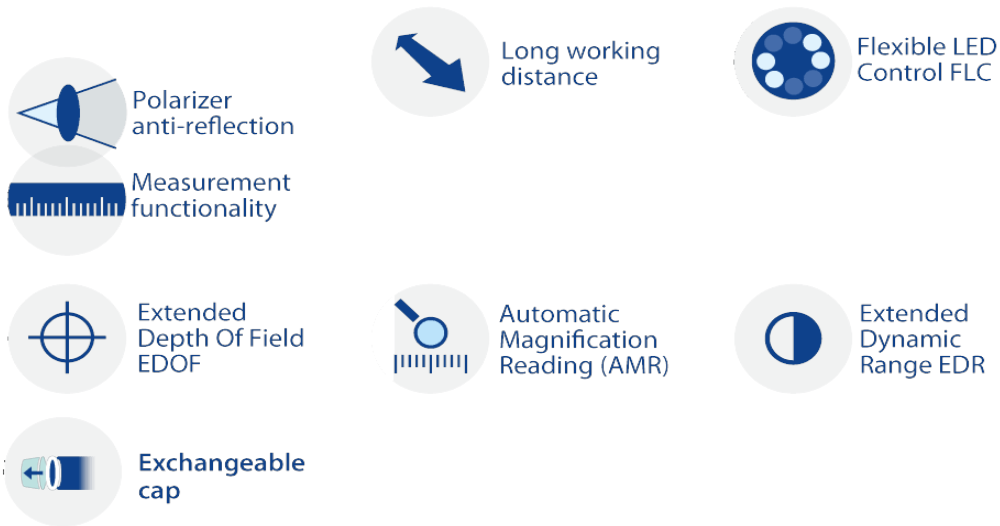 Long working
distance
Flexible LED
Control FLC
Polarizer
anti-reflection
Measurement
functionality
Extended
Depth Of Field
EDOF
Automatic
Magnification
Reading (AMR)
Extended
Dynamic
Range EDR
Exchangeable
cap